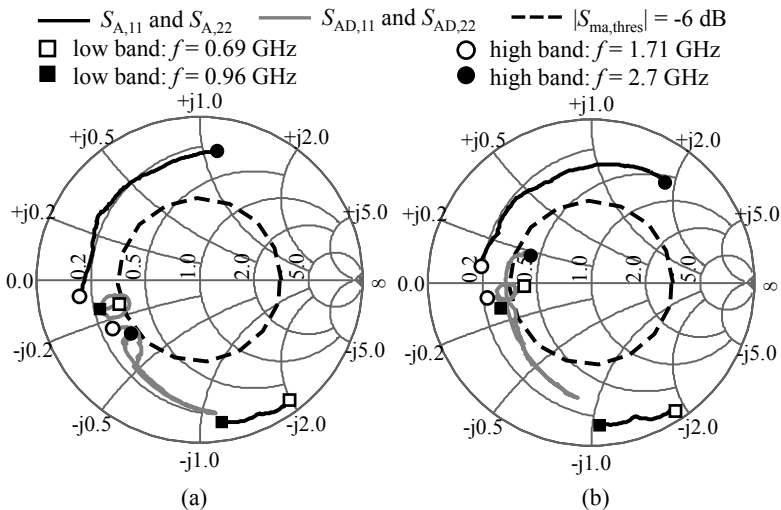 S_A,11 and S_A,22 S_AD,11 and S_AD,22 |S_ma,thres| = -6 dB
low band: f = 0.69 GHz high band: f = 1.71 GHz
low band: f = 0.96 GHz high band: f = 2.7 GHz
+j1.0
+j0.5 +j2.0
+j0.2 +j5.0
0.0 0.2 0.5 1.0 2.0 5.0 ∞
-j0.2 -j5.0
-j0.5 -j2.0
-j1.0
(a)
+j1.0
+j0.5 +j2.0
+j0.2 +j5.0
0.0 0.2 0.5 1.0 2.0 5.0 ∞
-j0.2 -j5.0
-j0.5 -j2.0
-j1.0
(b)